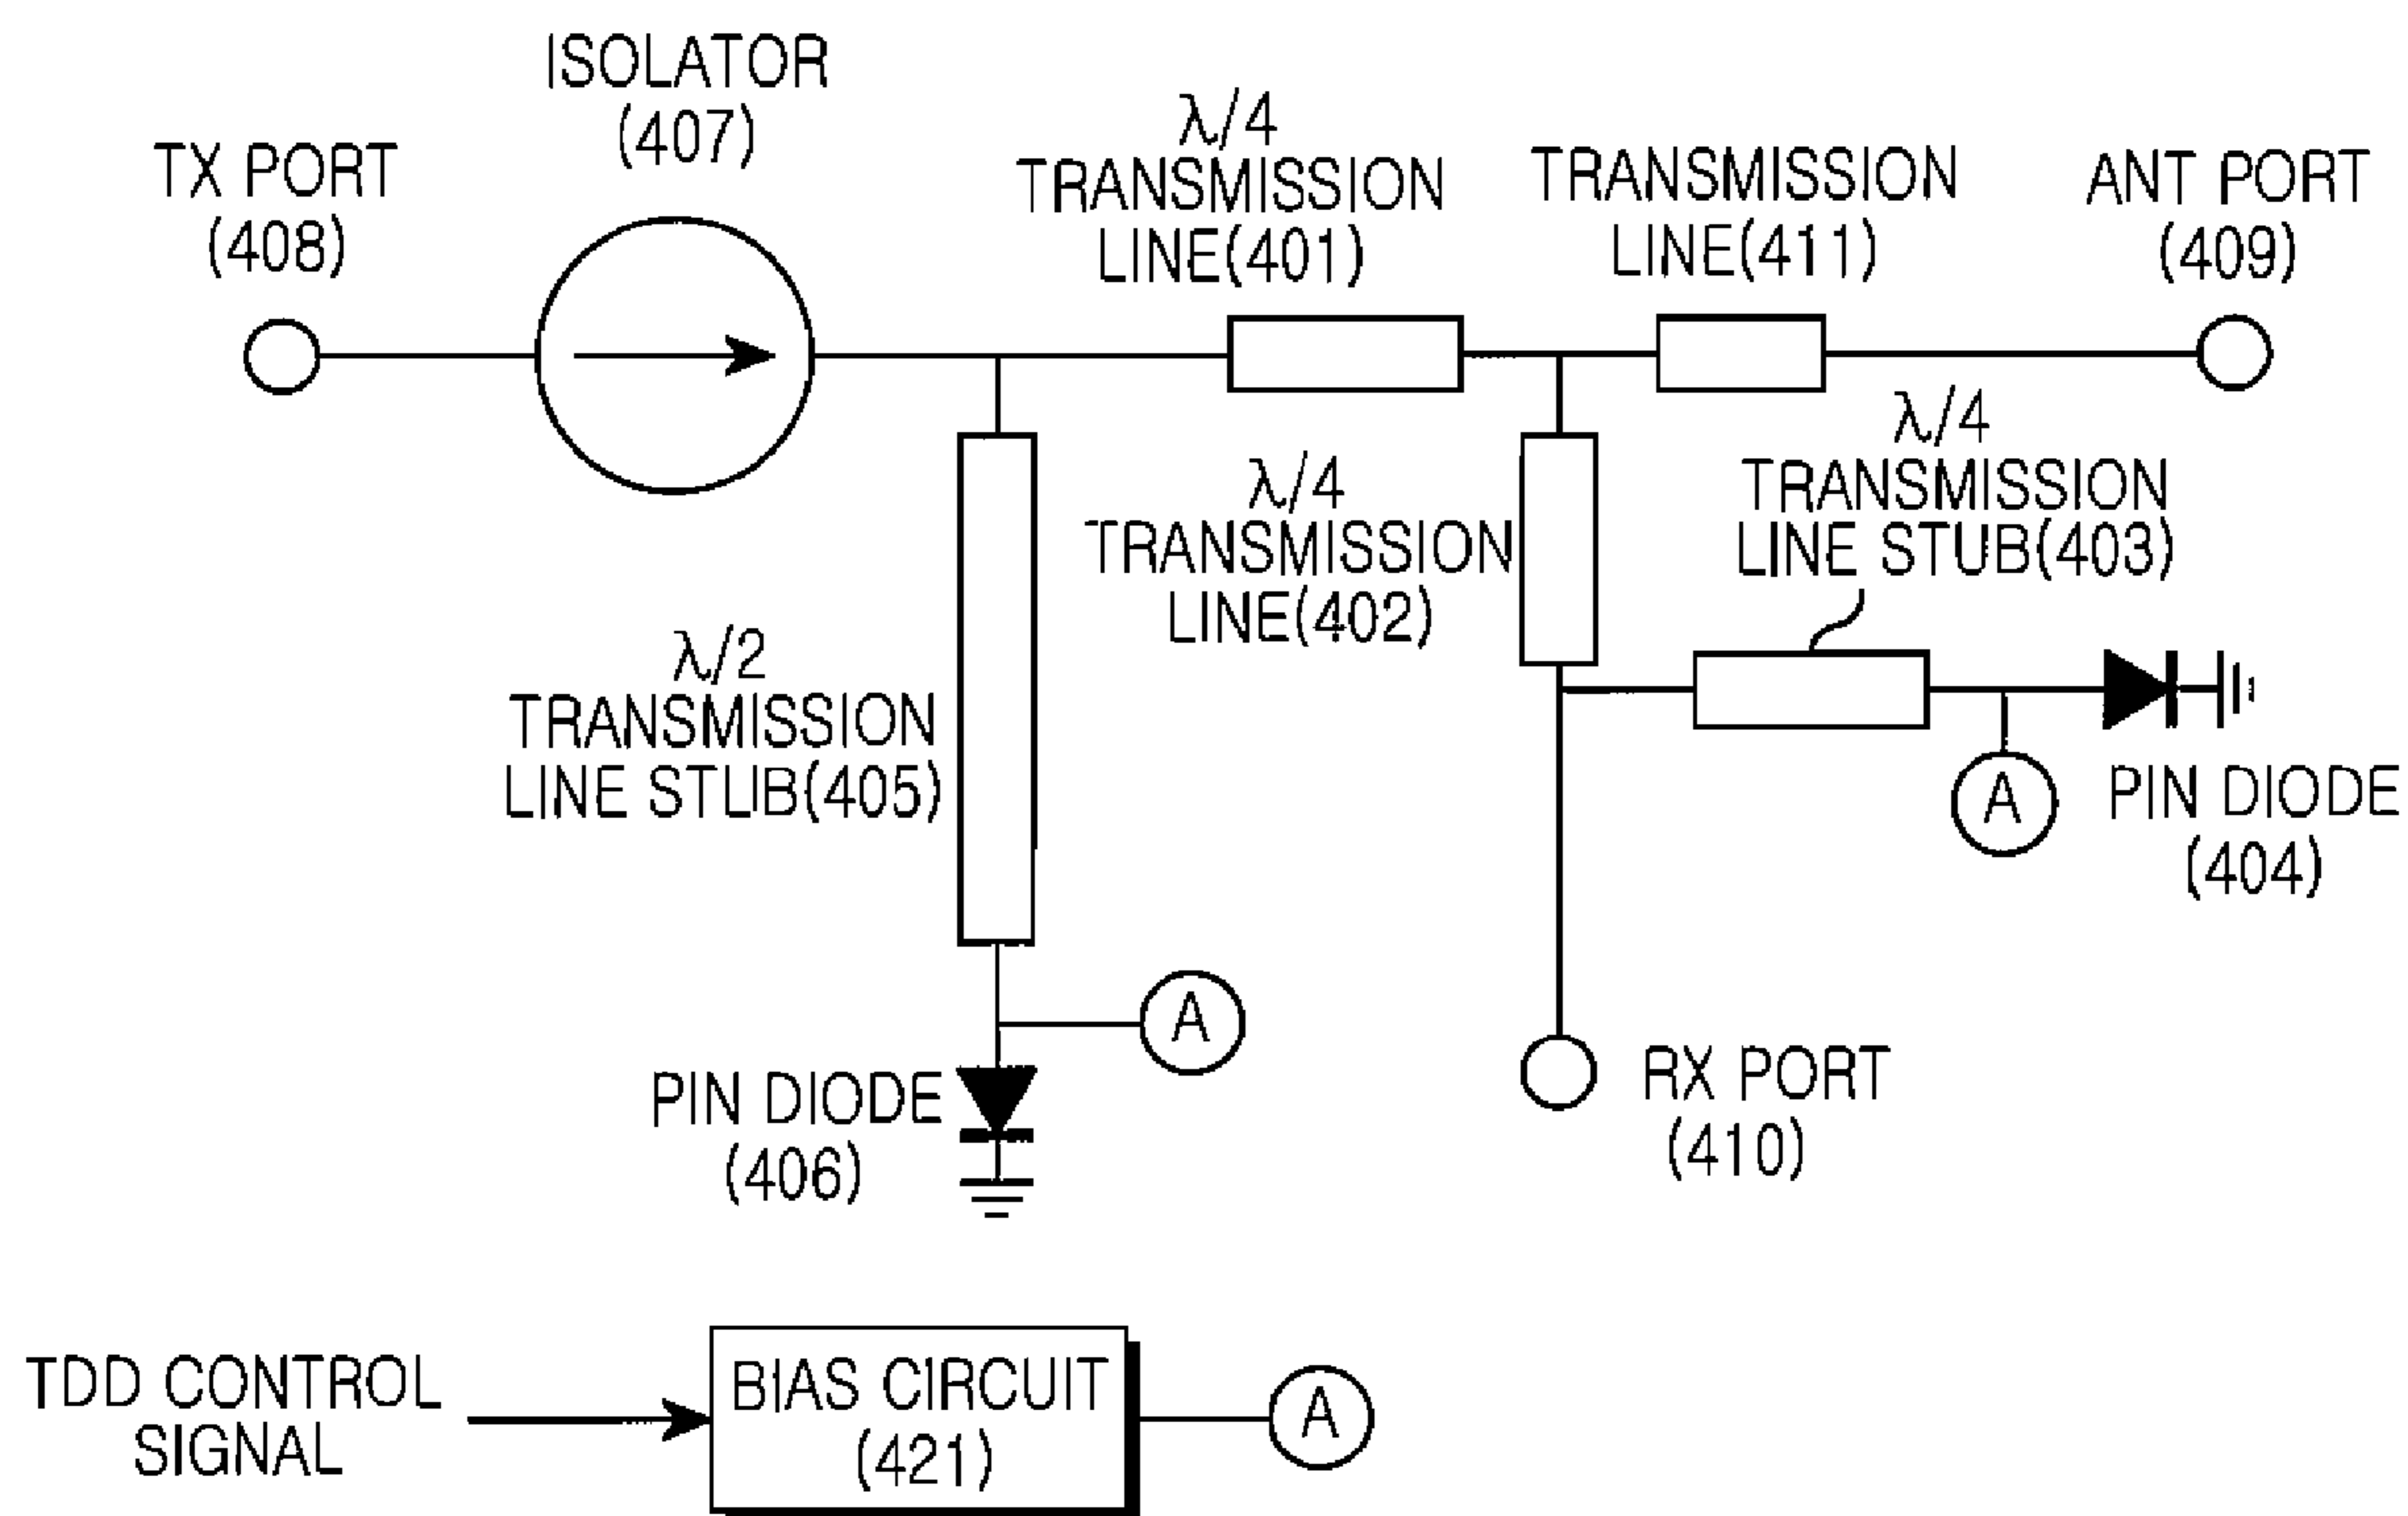 ISOLATOR
(407)
TX PORT
(408)
λ/4
TRANSMISSION
LINE(401)
TRANSMISSION
LINE(411)
ANT PORT
(409)
λ/4
TRANSMISSION
LINE(402)
λ/4
TRANSMISSION
LINE STUB(403)
λ/2
TRANSMISSION
LINE STUB(405)
A
PIN DIODE
(404)
A
PIN DIODE
(406)
RX PORT
(410)
TDD CONTROL
SIGNAL
BIAS CIRCUIT
(421)
A